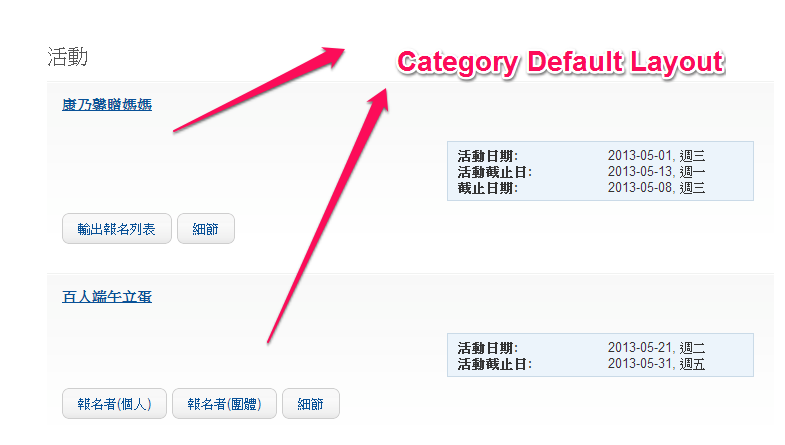 活動
Category Default Layout
康乃馨贈媽媽
活動日期: 2013-05-01, 週三
活動截止日: 2013-05-13, 週一
截止日期: 2013-05-08, 週三
輸出報名列表 細節
百人端午立蛋
活動日期: 2013-05-21, 週二
活動截止日: 2013-05-31, 週五
報名者(個人) 報名者(團體) 細節